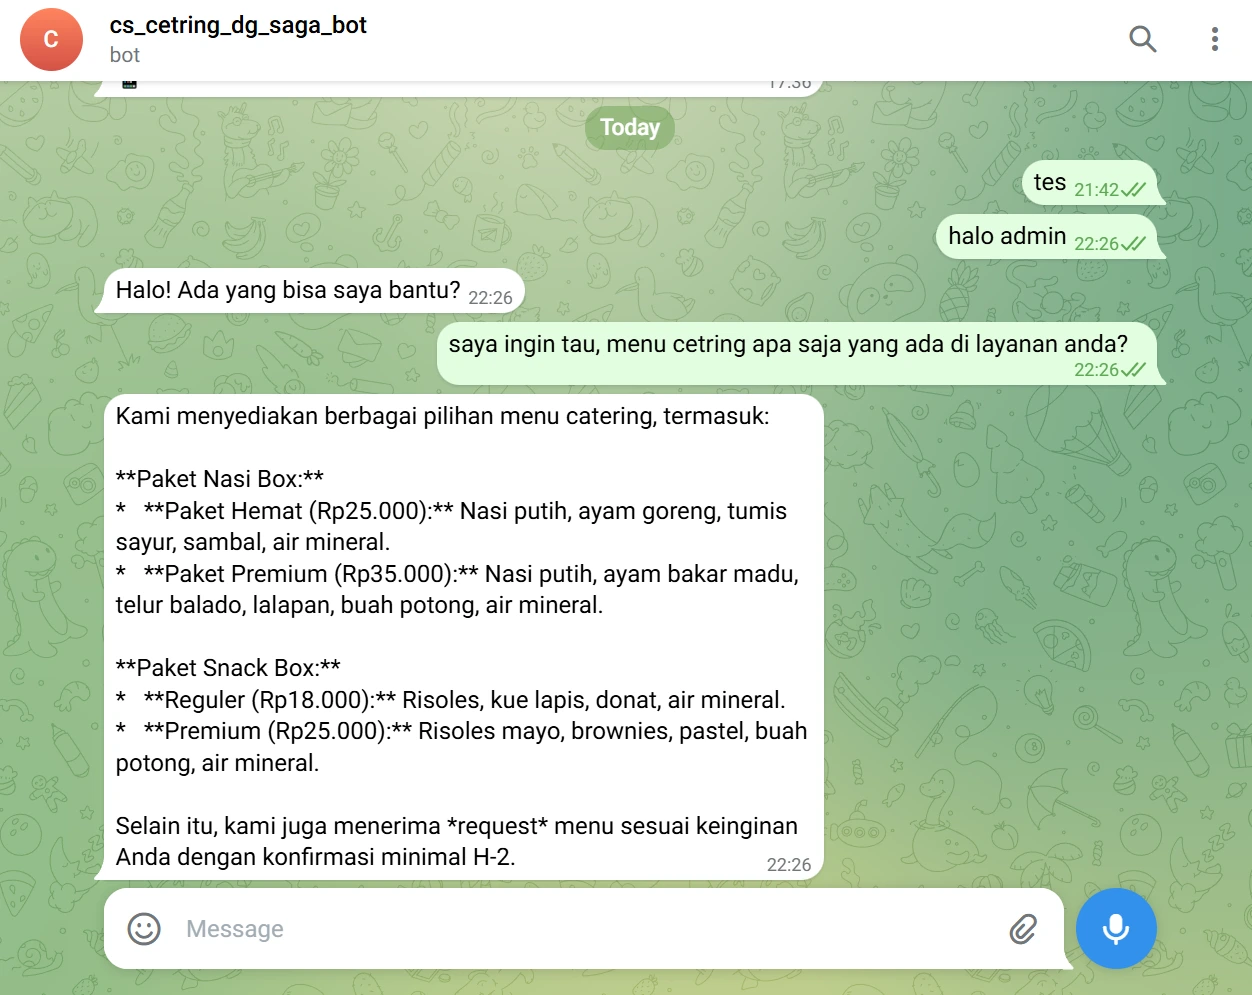 C
cs_cetring_dg_saga_bot
bot
17:36
Today
tes 21:42
halo admin 22:26
Halo! Ada yang bisa saya bantu? 22:26
saya ingin tau, menu cetring apa saja yang ada di layanan anda?
22:26
Kami menyediakan berbagai pilihan menu catering, termasuk:
**Paket Nasi Box:**
*   **Paket Hemat (Rp25.000):** Nasi putih, ayam goreng, tumis
sayur, sambal, air mineral.
*   **Paket Premium (Rp35.000):** Nasi putih, ayam bakar madu,
telur balado, lalapan, buah potong, air mineral.
**Paket Snack Box:**
*   **Reguler (Rp18.000):** Risoles, kue lapis, donat, air mineral.
*   **Premium (Rp25.000):** Risoles mayo, brownies, pastel, buah
potong, air mineral.
Selain itu, kami juga menerima *request* menu sesuai keinginan
Anda dengan konfirmasi minimal H-2.
22:26
Message